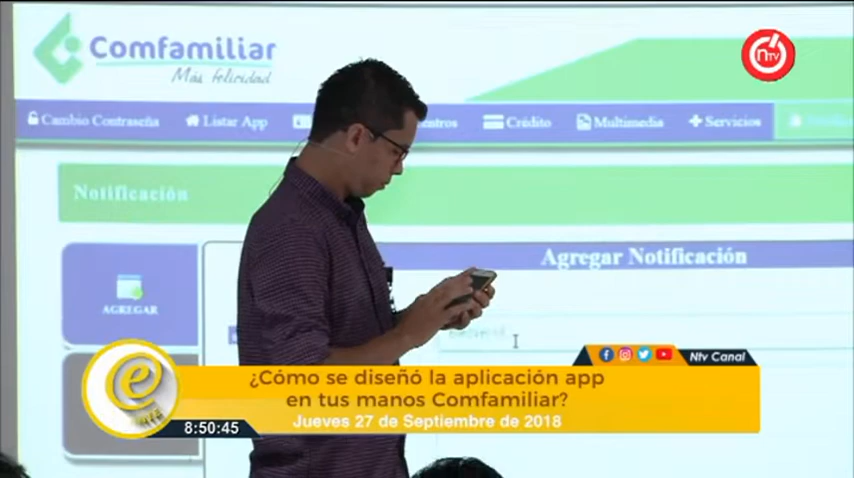 Comfamiliar
Más felicidad
nTV
Cambio Contraseña
Listar App
Crédito
Multimedia
Servicios
Notificación
Agregar Notificación
AGREGAR
Ntv Canal
¿Cómo se diseñó la aplicación app
en tus manos Comfamiliar?
8:50:45
Jueves 27 de Septiembre de 2018